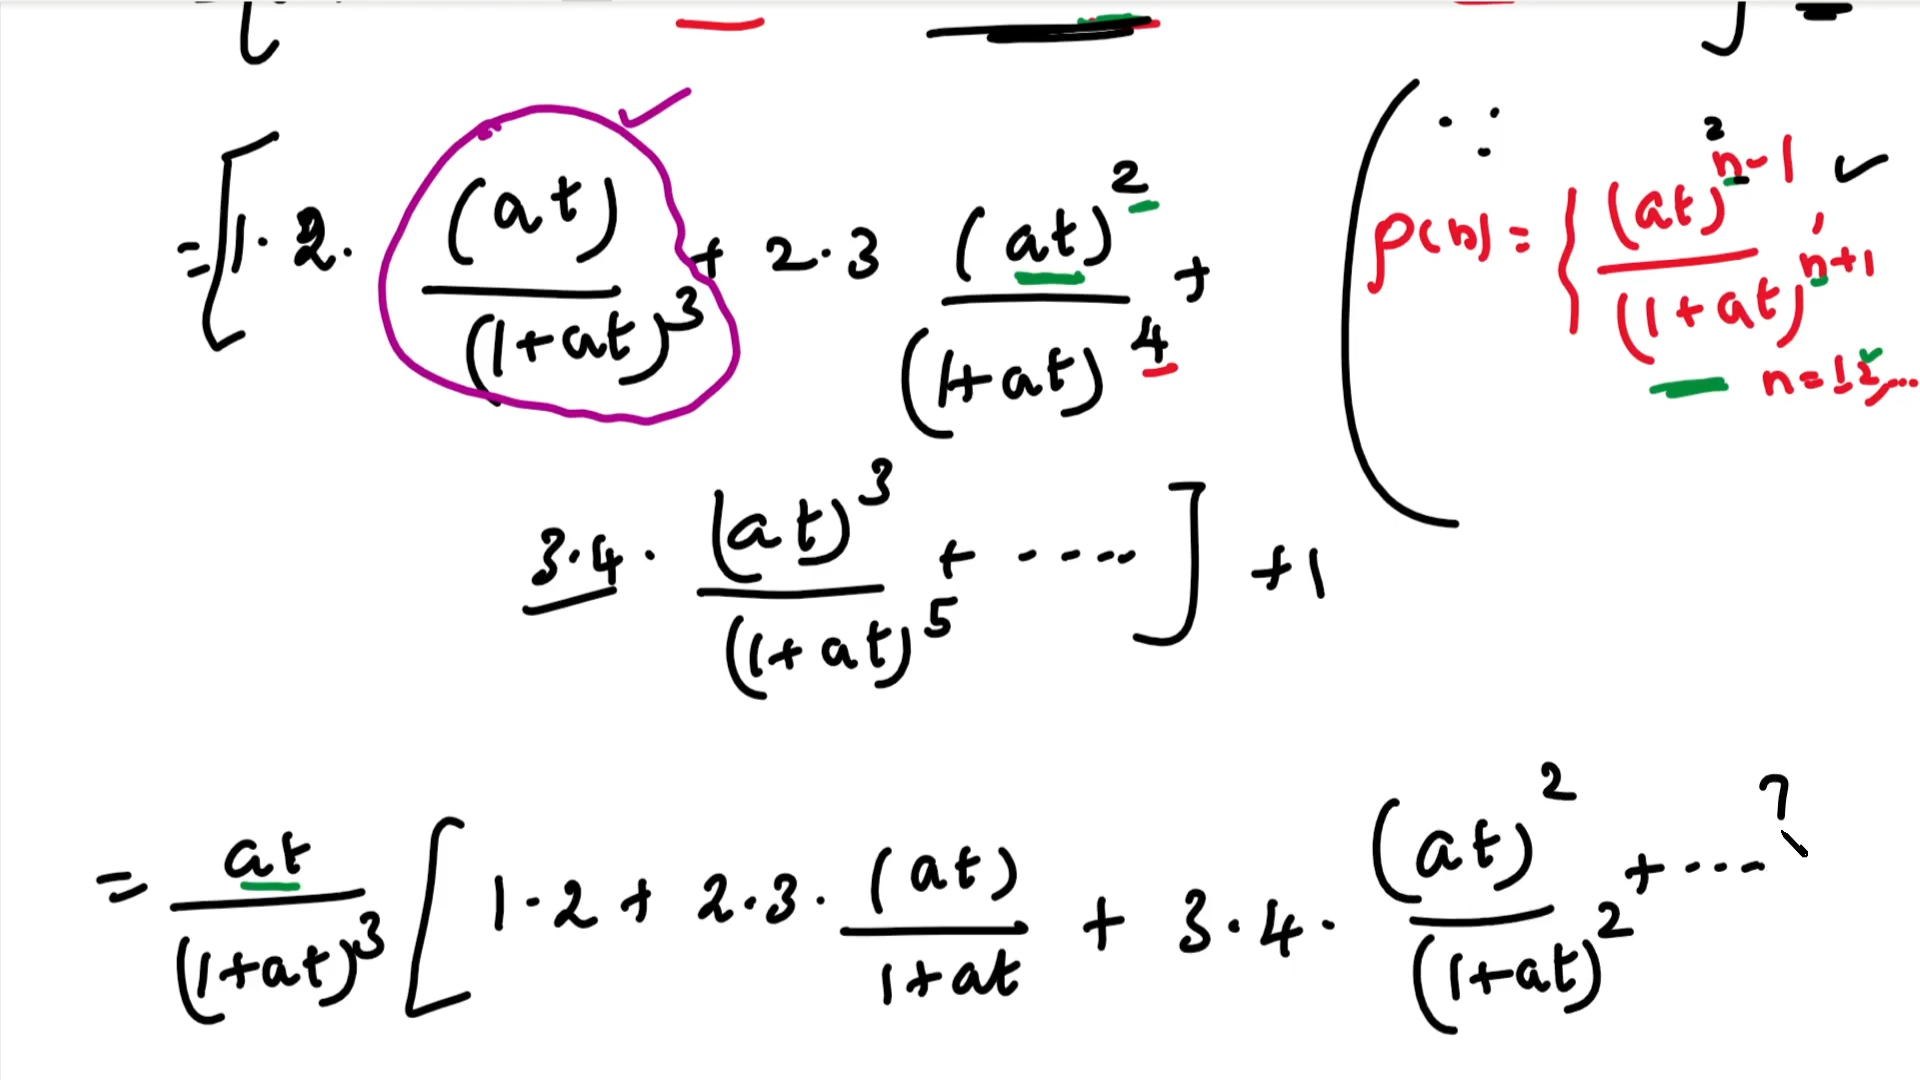 = [ 1·2· (at)/(1+at)^3 + 2·3 (at)^2/(1+at)^4 +
3·4· (at)^3/(1+at)^5 + ····· ] + 1
( ∵ P(n) = { (at)^{n-1}/(1+at)^{n+1} ,
n = 1, 2, ...
2
= at/(1+at)^3 [ 1·2 + 2·3· (at)/1+at + 3·4· (at)^2/(1+at)^2 + ····